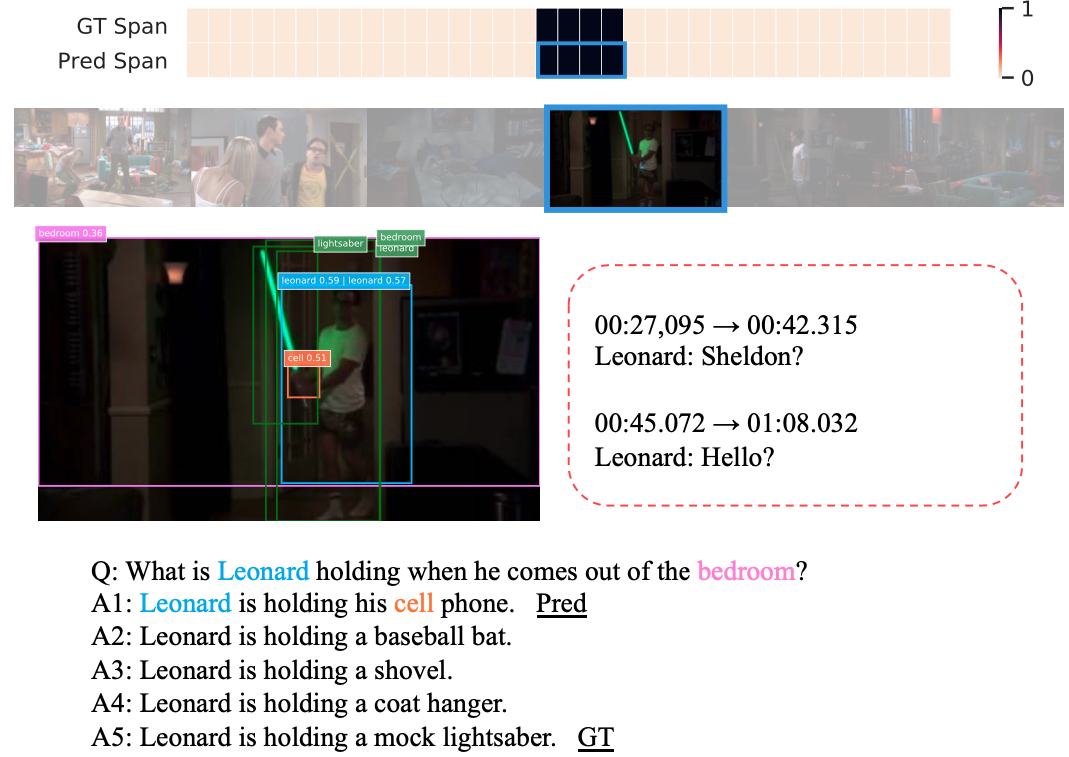 GT Span
Pred Span
1
0
bedroom 0.36
lightsaber
bedroom
leonard
leonard 0.59 | leonard 0.57
cell 0.51
00:27,095 → 00:42.315
Leonard: Sheldon?
00:45.072 → 01:08.032
Leonard: Hello?
Q: What is Leonard holding when he comes out of the bedroom?
A1: Leonard is holding his cell phone. Pred
A2: Leonard is holding a baseball bat.
A3: Leonard is holding a shovel.
A4: Leonard is holding a coat hanger.
A5: Leonard is holding a mock lightsaber. GT